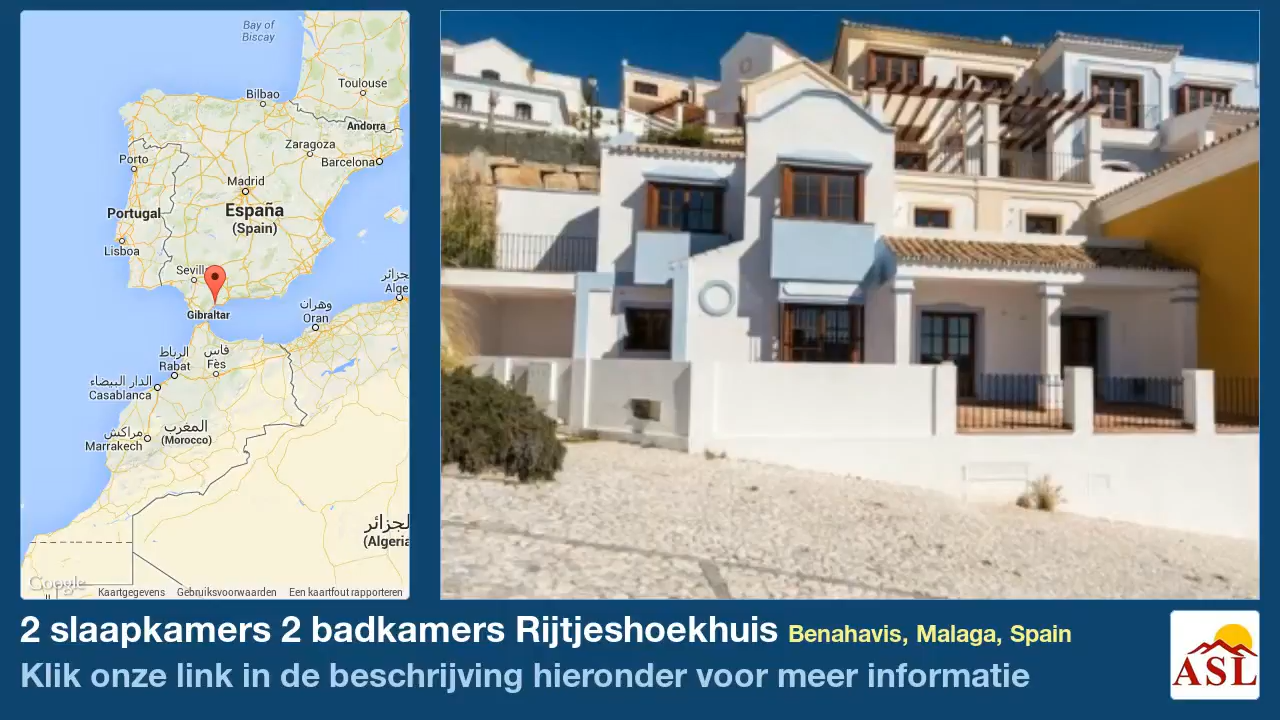 Bay of
Biscay
Toulouse
Bilbao
Andorra
Zaragoza
Porto
Barcelona
Madrid
España
(Spain)
Portugal
Lisboa
Sevill
الجزائر
Alge
Gibraltar
وهران
Oran
الرباط
Rabat
فاس
Fès
الدار البيضاء
Casablanca
مراكش
Marrakech
المغرب
(Morocco)
الجزائر
(Algeria
Google
Kaartgegevens Gebruiksvoorwaarden Een kaartfout rapporteren
2 slaapkamers 2 badkamers Rijtjeshoekhuis Benahavis, Malaga, Spain
Klik onze link in de beschrijving hieronder voor meer informatie
ASL